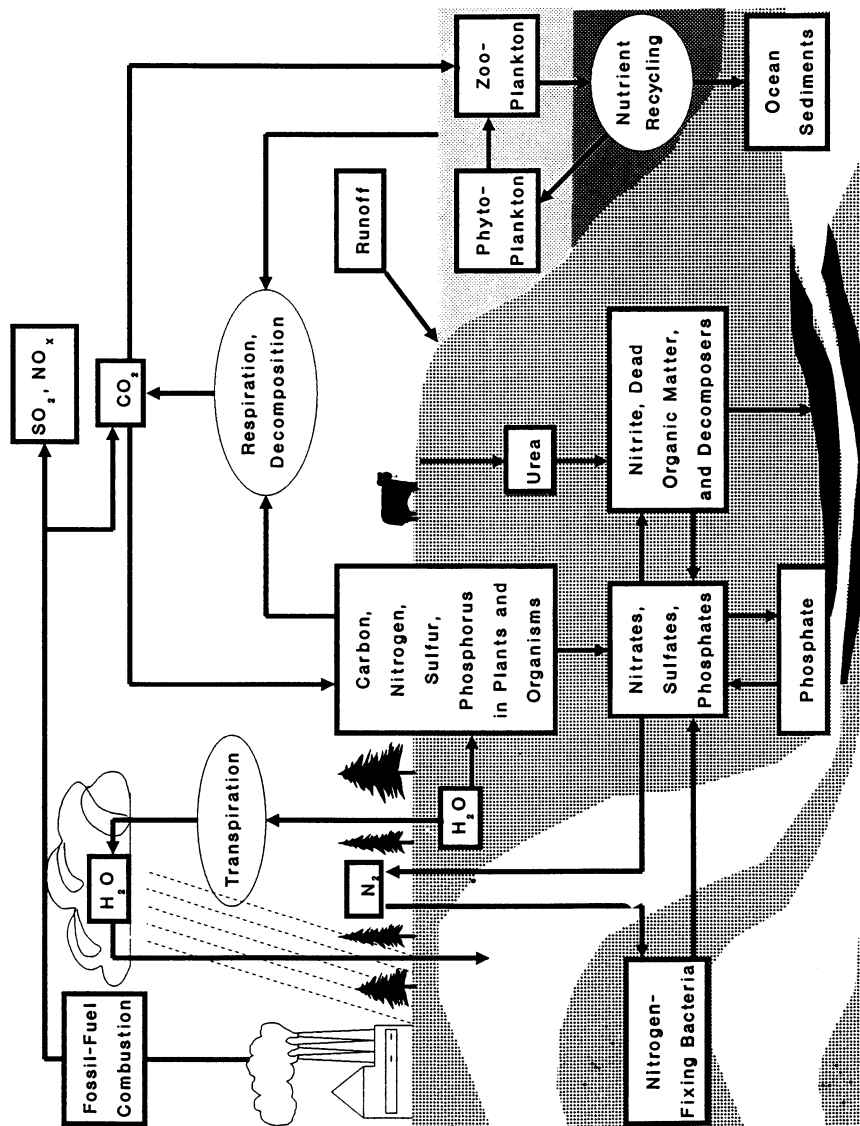 Fossil-Fuel
Combustion
H₂O
SO₂, NOₓ
CO₂
Transpiration
Respiration,
Decomposition
N₂
H₂O
Carbon,
Nitrogen,
Sulfur,
Phosphorus
in Plants and
Organisms
Runoff
Urea
Phyto-
Plankton
Zoo-
Plankton
Nutrient
Recycling
Nitrogen-
Fixing Bacteria
Nitrates,
Sulfates,
Phosphates
Nitrite, Dead
Organic Matter,
and Decomposers
Phosphate
Ocean
Sediments